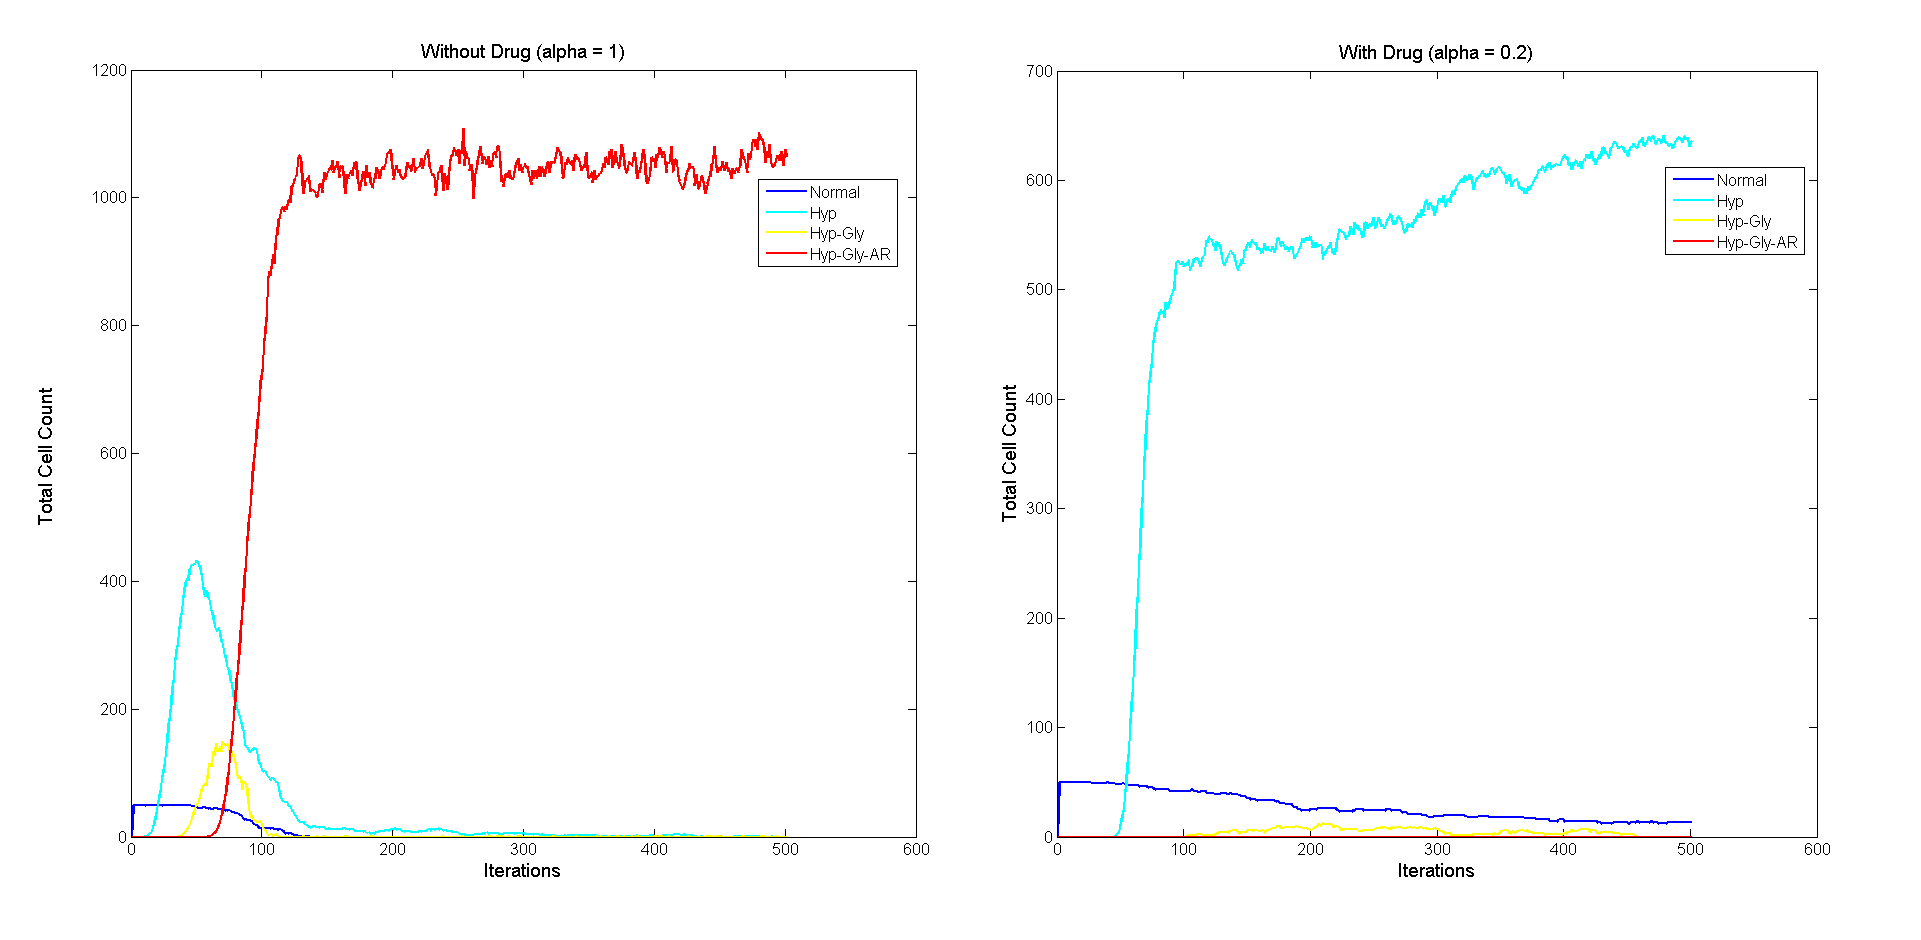 Without Drug (alpha = 1)
1200
1000
800
600
400
200
0
0 100 200 300 400 500 600
Total Cell Count
Iterations
Normal
Hyp
Hyp-Gly
Hyp-Gly-AR
With Drug (alpha = 0.2)
700
600
500
400
300
200
100
0
0 100 200 300 400 500 600
Total Cell Count
Iterations
Normal
Hyp
Hyp-Gly
Hyp-Gly-AR